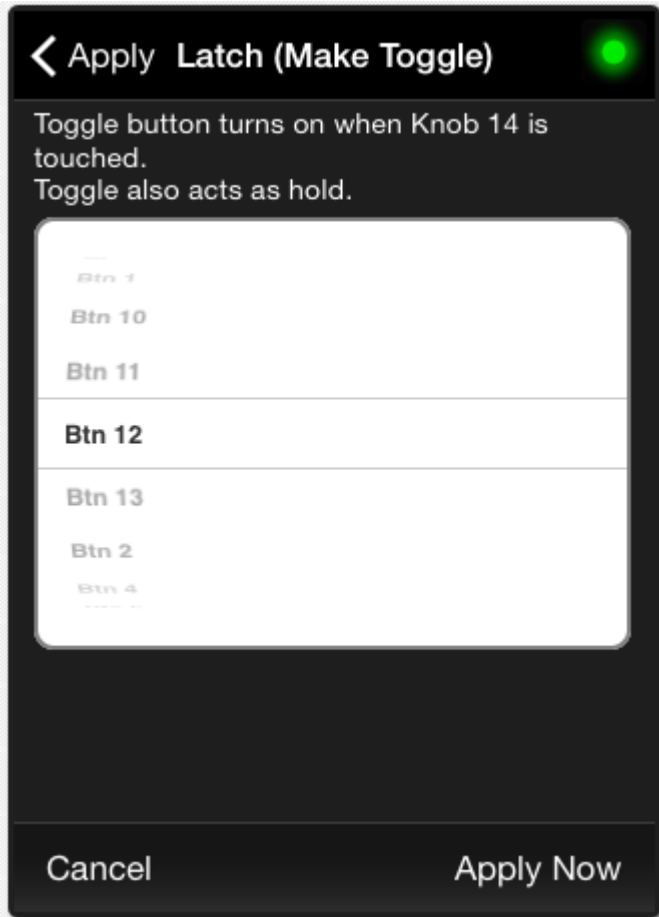 Apply Latch (Make Toggle)
Toggle button turns on when Knob 14 is
touched.
Toggle also acts as hold.
Btn 1
Btn 10
Btn 11
Btn 12
Btn 13
Btn 2
Btn 4
Cancel Apply Now